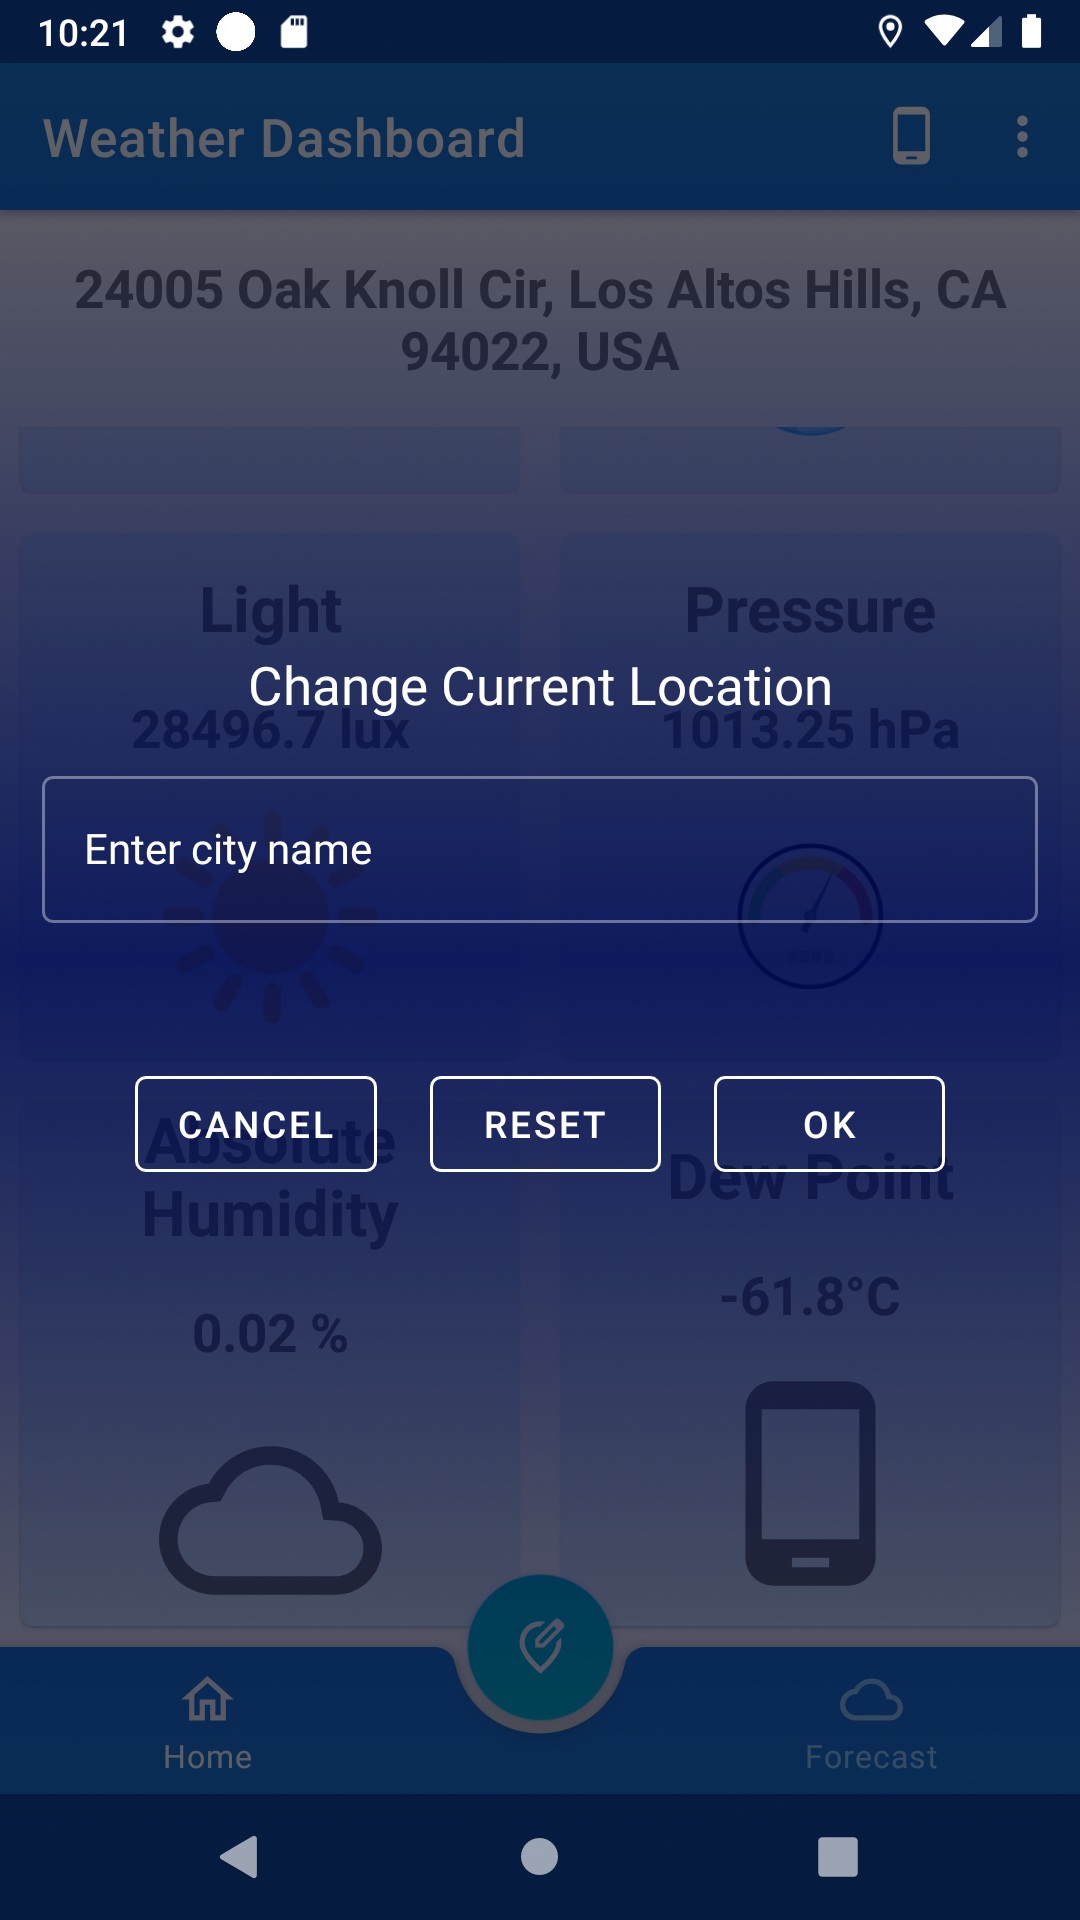 10:21
Weather Dashboard
24005 Oak Knoll Cir, Los Altos Hills, CA
94022, USA
Light
Pressure
Change Current Location
28496.7 lux
1013.25 hPa
Enter city name
CANCEL
RESET
OK
Absolute
Humidity
Dew Point
0.02 %
-61.8°C
Home
Forecast